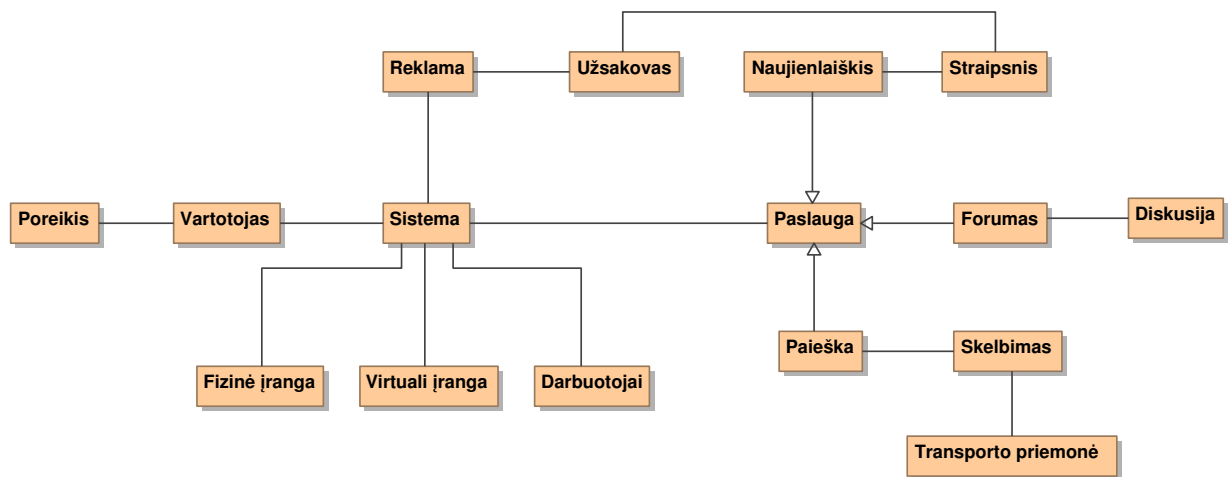 Reklama
Užsakovas
Naujienlaiškis
Straipsnis
Poreikis
Vartotojas
Sistema
Paslauga
Forumas
Diskusija
Paieška
Skelbimas
Fizinė įranga
Virtuali įranga
Darbuotojai
Transporto priemonė